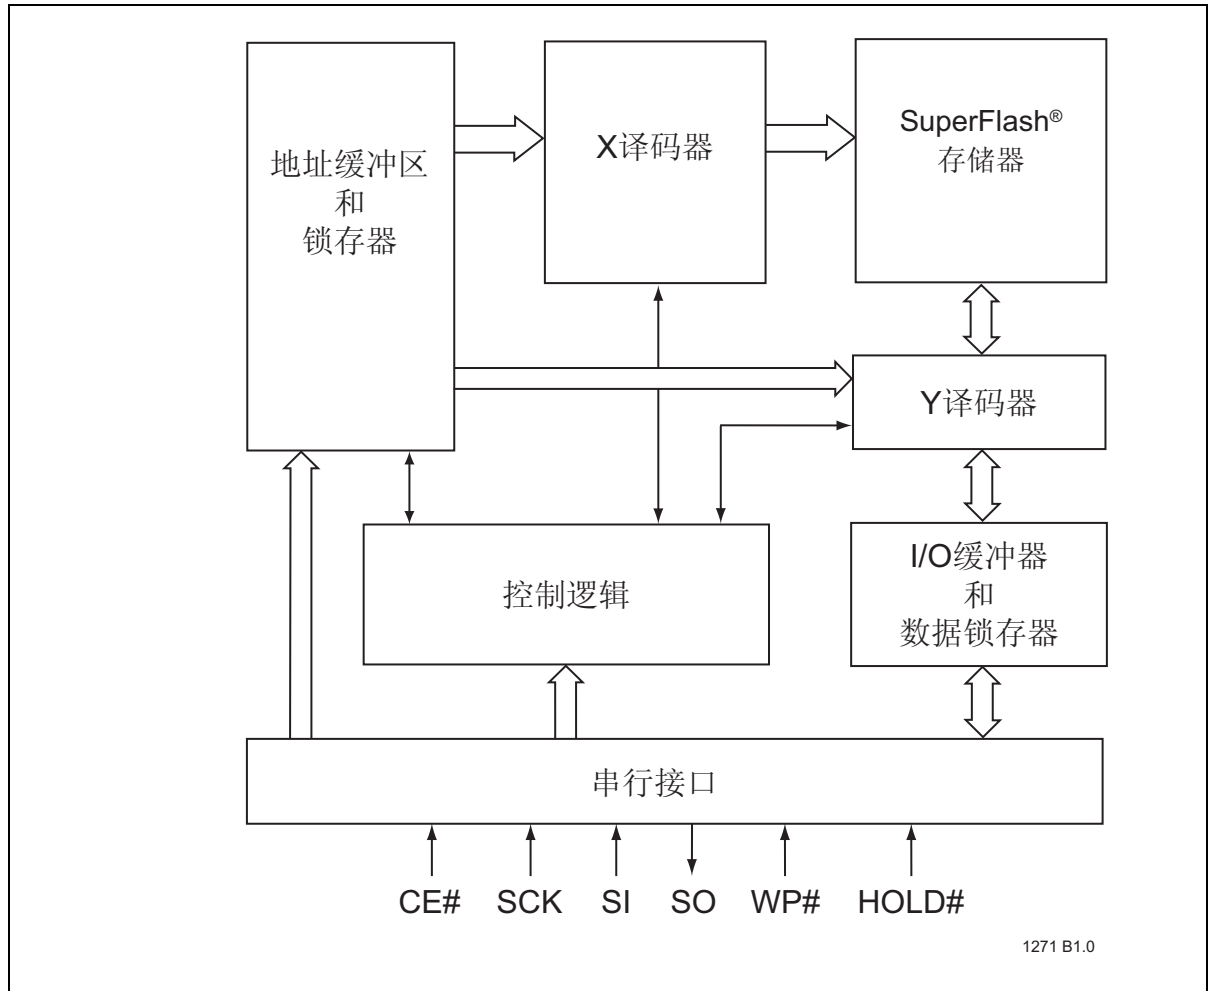 地址缓冲区
和
锁存器
X译码器
SuperFlash®
存储器
Y译码器
控制逻辑
I/O缓冲器
和
数据锁存器
串行接口
CE# SCK SI SO WP# HOLD#
1271 B1.0